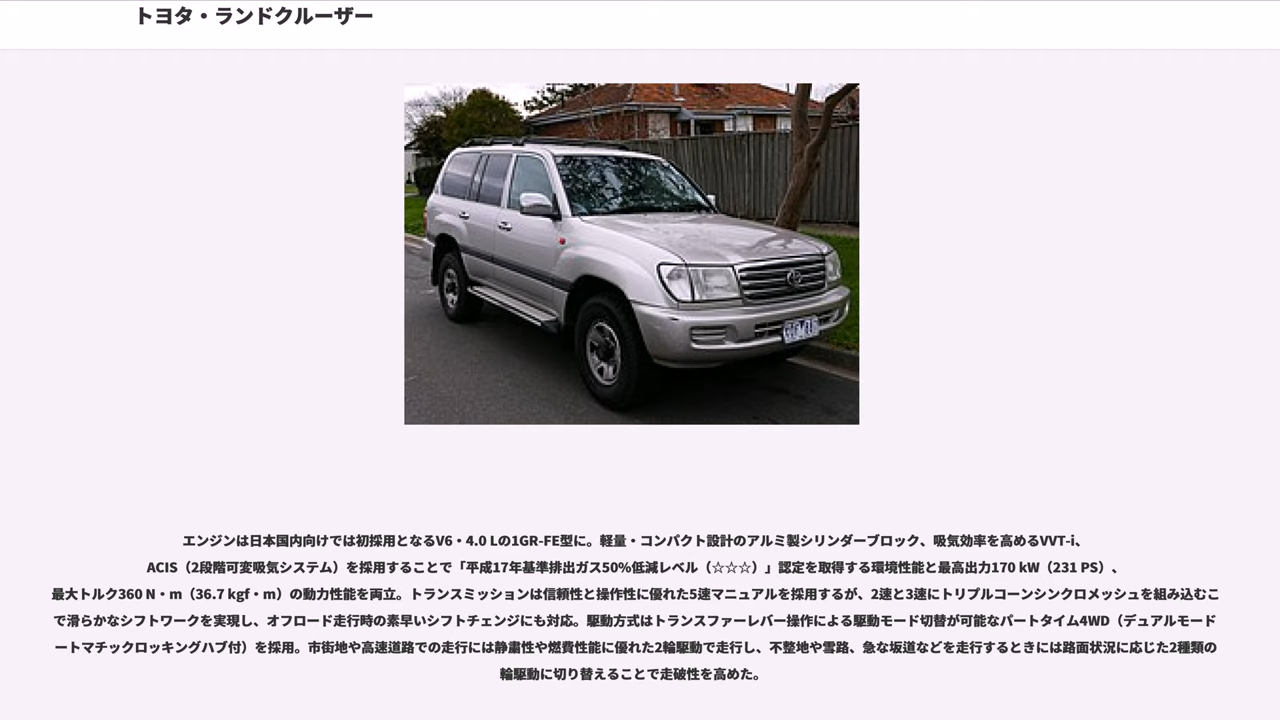 トヨタ・ランドクルーザー
エンジンは日本国内向けでは初採用となるV6・4.0 Lの1GR-FE型に。軽量・コンパクト設計のアルミ製シリンダーブロック、吸気効率を高めるVVT-i、
ACIS（2段階可変吸気システム）を採用することで「平成17年基準排出ガス50%低減レベル（☆☆☆）」認定を取得する環境性能と最高出力170 kW（231 PS）、
最大トルク360 N・m（36.7 kgf・m）の動力性能を両立。トランスミッションは信頼性と操作性に優れた5速マニュアルを採用するが、2速と3速にトリプルコーンシンクロメッシュを組み込むこ
で滑らかなシフトワークを実現し、オフロード走行時の素早いシフトチェンジにも対応。駆動方式はトランスファーレバー操作による駆動モード切替が可能なパートタイム4WD（デュアルモード
ートマチックロッキングハブ付）を採用。市街地や高速道路での走行には静粛性や燃費性能に優れた2輪駆動で走行し、不整地や雪路、急な坂道などを走行するときには路面状況に応じた2種類の
輪駆動に切り替えることで走破性を高めた。